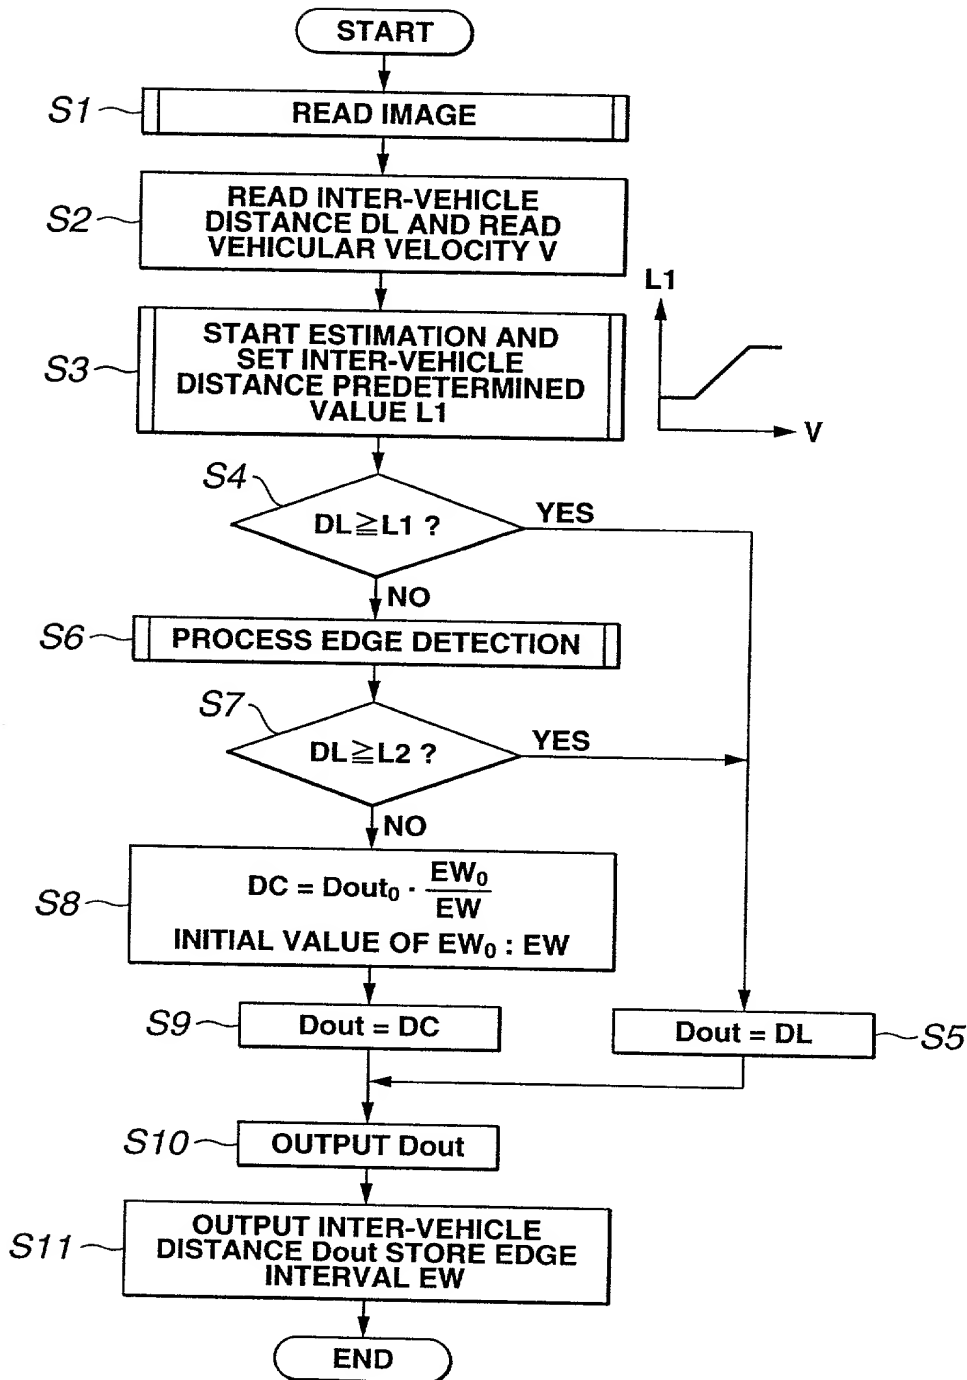 START
S1
READ IMAGE
S2
READ INTER-VEHICLE
DISTANCE DL AND READ
VEHICULAR VELOCITY V
S3
START ESTIMATION AND
SET INTER-VEHICLE
DISTANCE PREDETERMINED
VALUE L1
L1
V
S4
DL≧L1 ?
YES
NO
S6
PROCESS EDGE DETECTION
S7
DL≧L2 ?
YES
NO
S8
DC = Dout₀ · EW₀/EW
INITIAL VALUE OF EW₀ : EW
S9
Dout = DC
Dout = DL
S5
S10
OUTPUT Dout
S11
OUTPUT INTER-VEHICLE
DISTANCE Dout STORE EDGE
INTERVAL EW
END